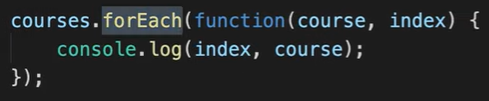 courses.forEach(function(course, index) {
    console.log(index, course);
});